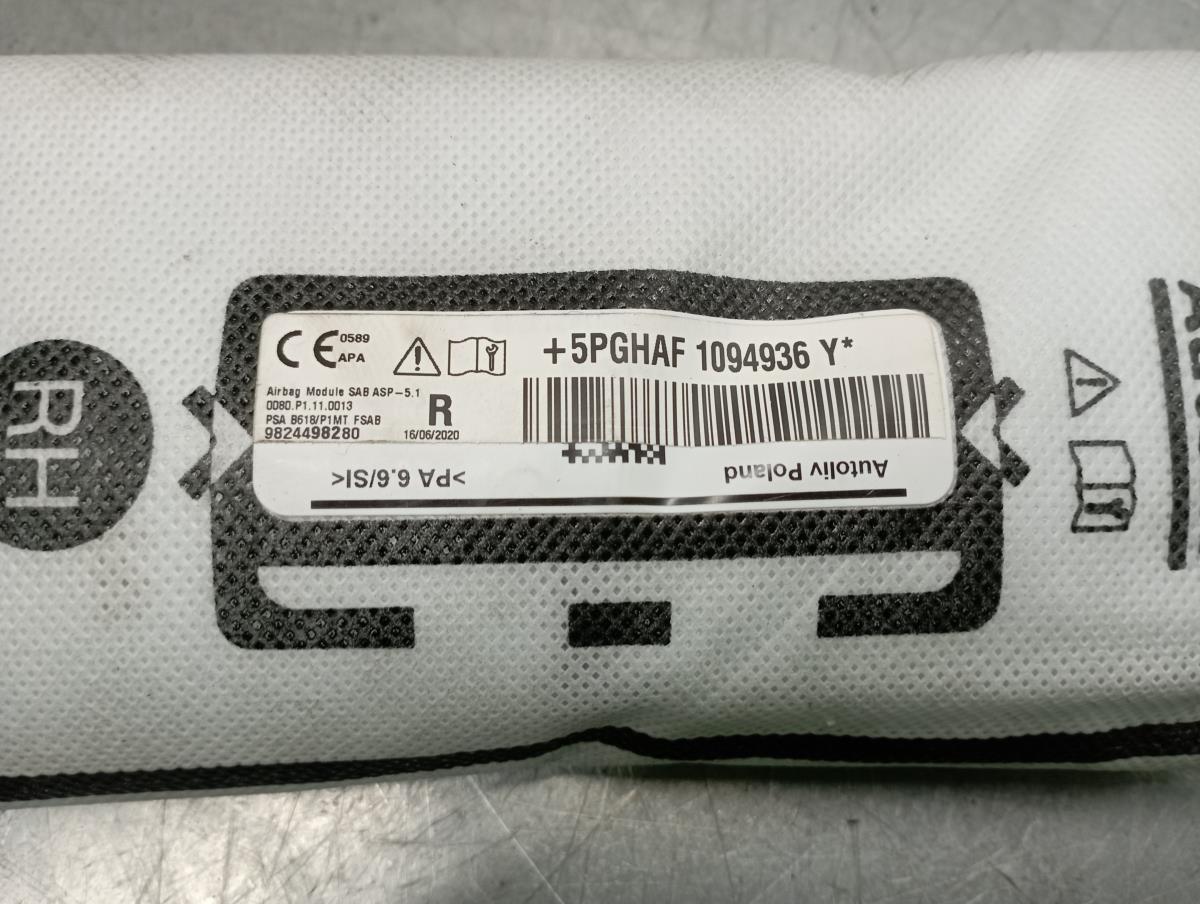 CE 0589
APA
+5PGHAF 1094936 Y*
Airbag Module SAB ASP-5.1
0080.P1.11.0013
PSA B618/P1MT FSAB
9824498280
R
16/06/2020
Autoliv Poland
>PA 6.6/SI<
RH